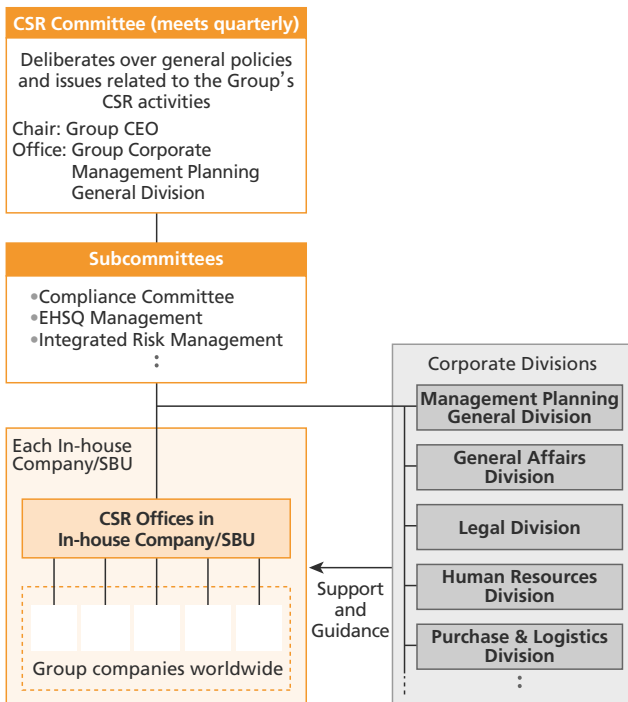 CSR Committee (meets quarterly)
Deliberates over general policies
and issues related to the Group's
CSR activities
Chair: Group CEO
Office: Group Corporate
Management Planning
General Division
Subcommittees
•Compliance Committee
•EHSQ Management
•Integrated Risk Management
:
Corporate Divisions
Management Planning
General Division
General Affairs
Division
Legal Division
Human Resources
Division
Purchase & Logistics
Division
:
Each In-house
Company/SBU
CSR Offices in
In-house Company/SBU
Group companies worldwide
Support
and
Guidance